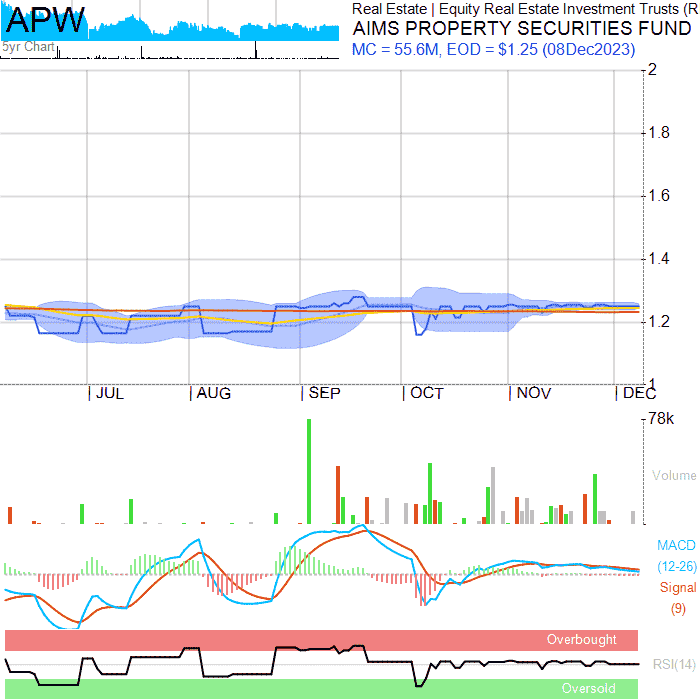 APW
5yr Chart
Real Estate | Equity Real Estate Investment Trusts (R
AIMS PROPERTY SECURITIES FUND
MC = 55.6M, EOD = $1.25 (08Dec2023)
2
1.8
1.6
1.4
1.2
1
JUL AUG SEP OCT NOV DEC
78k
Volume
MACD
(12-26)
Signal
(9)
Overbought
RSI(14)
Oversold